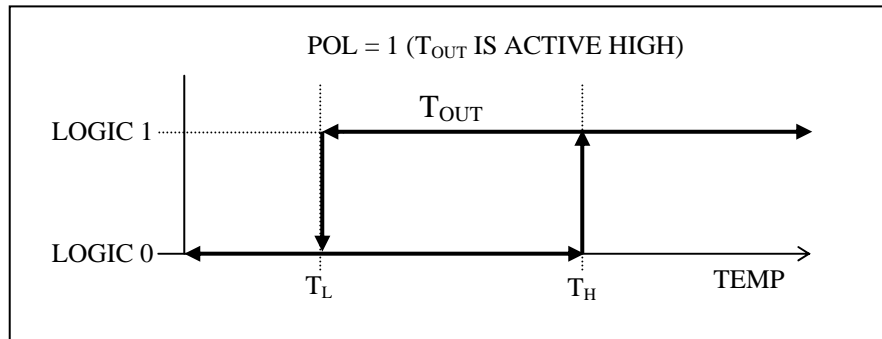 POL = 1 (TOUT IS ACTIVE HIGH)
TOUT
LOGIC 1
LOGIC 0
TL
TH
TEMP